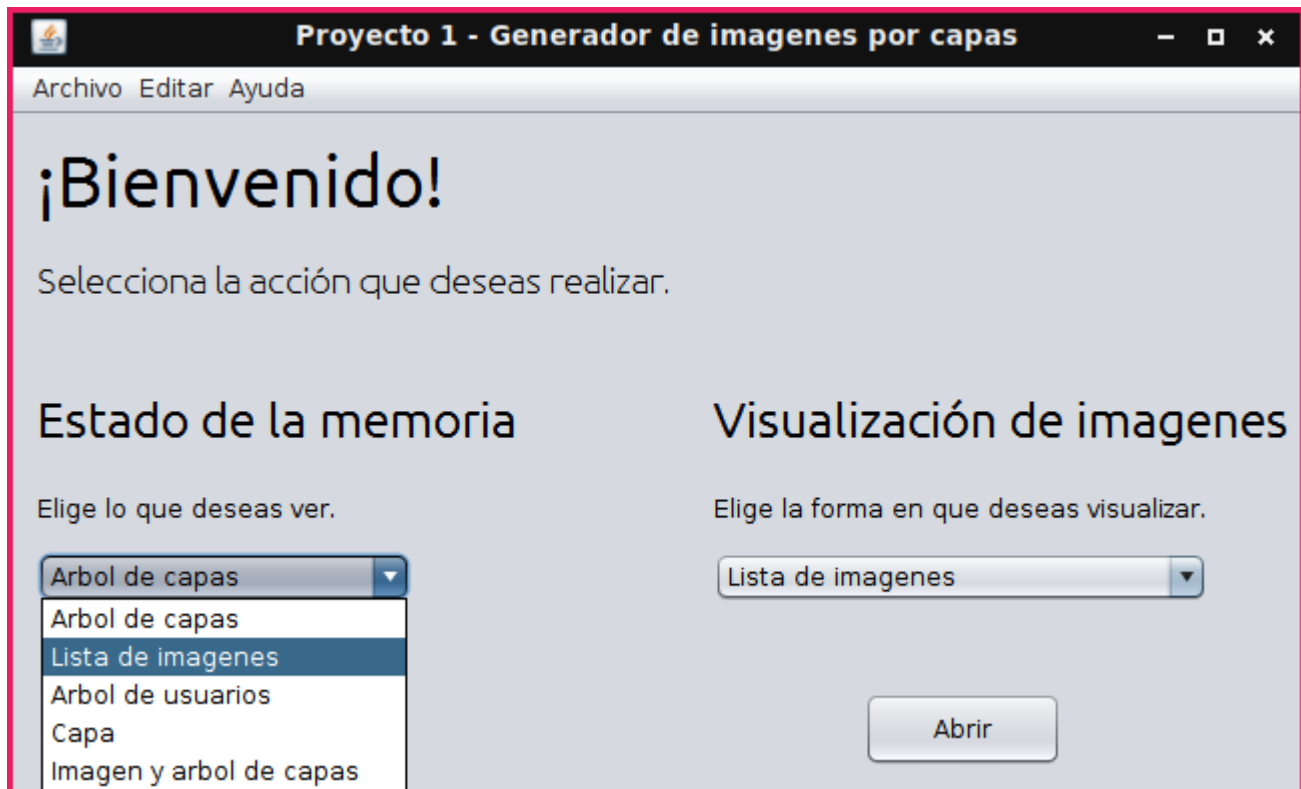 Proyecto 1 - Generador de imagenes por capas
Archivo Editar Ayuda
¡Bienvenido!
Selecciona la acción que deseas realizar.
Estado de la memoria
Elige lo que deseas ver.
Arbol de capas
Arbol de capas
Lista de imagenes
Arbol de usuarios
Capa
Imagen y arbol de capas
Visualización de imagenes
Elige la forma en que deseas visualizar.
Lista de imagenes
Abrir